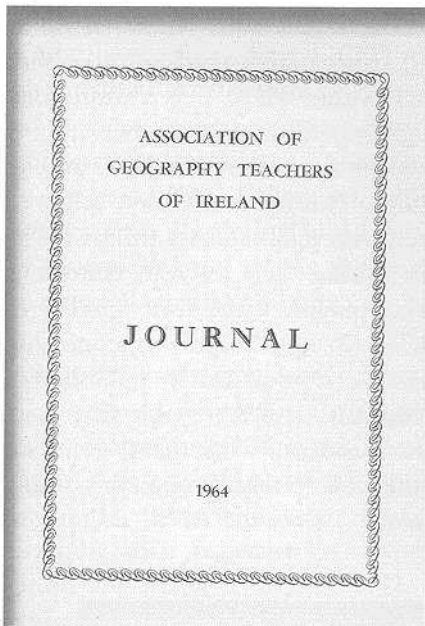 ASSOCIATION OF
GEOGRAPHY TEACHERS
OF IRELAND
JOURNAL
1964